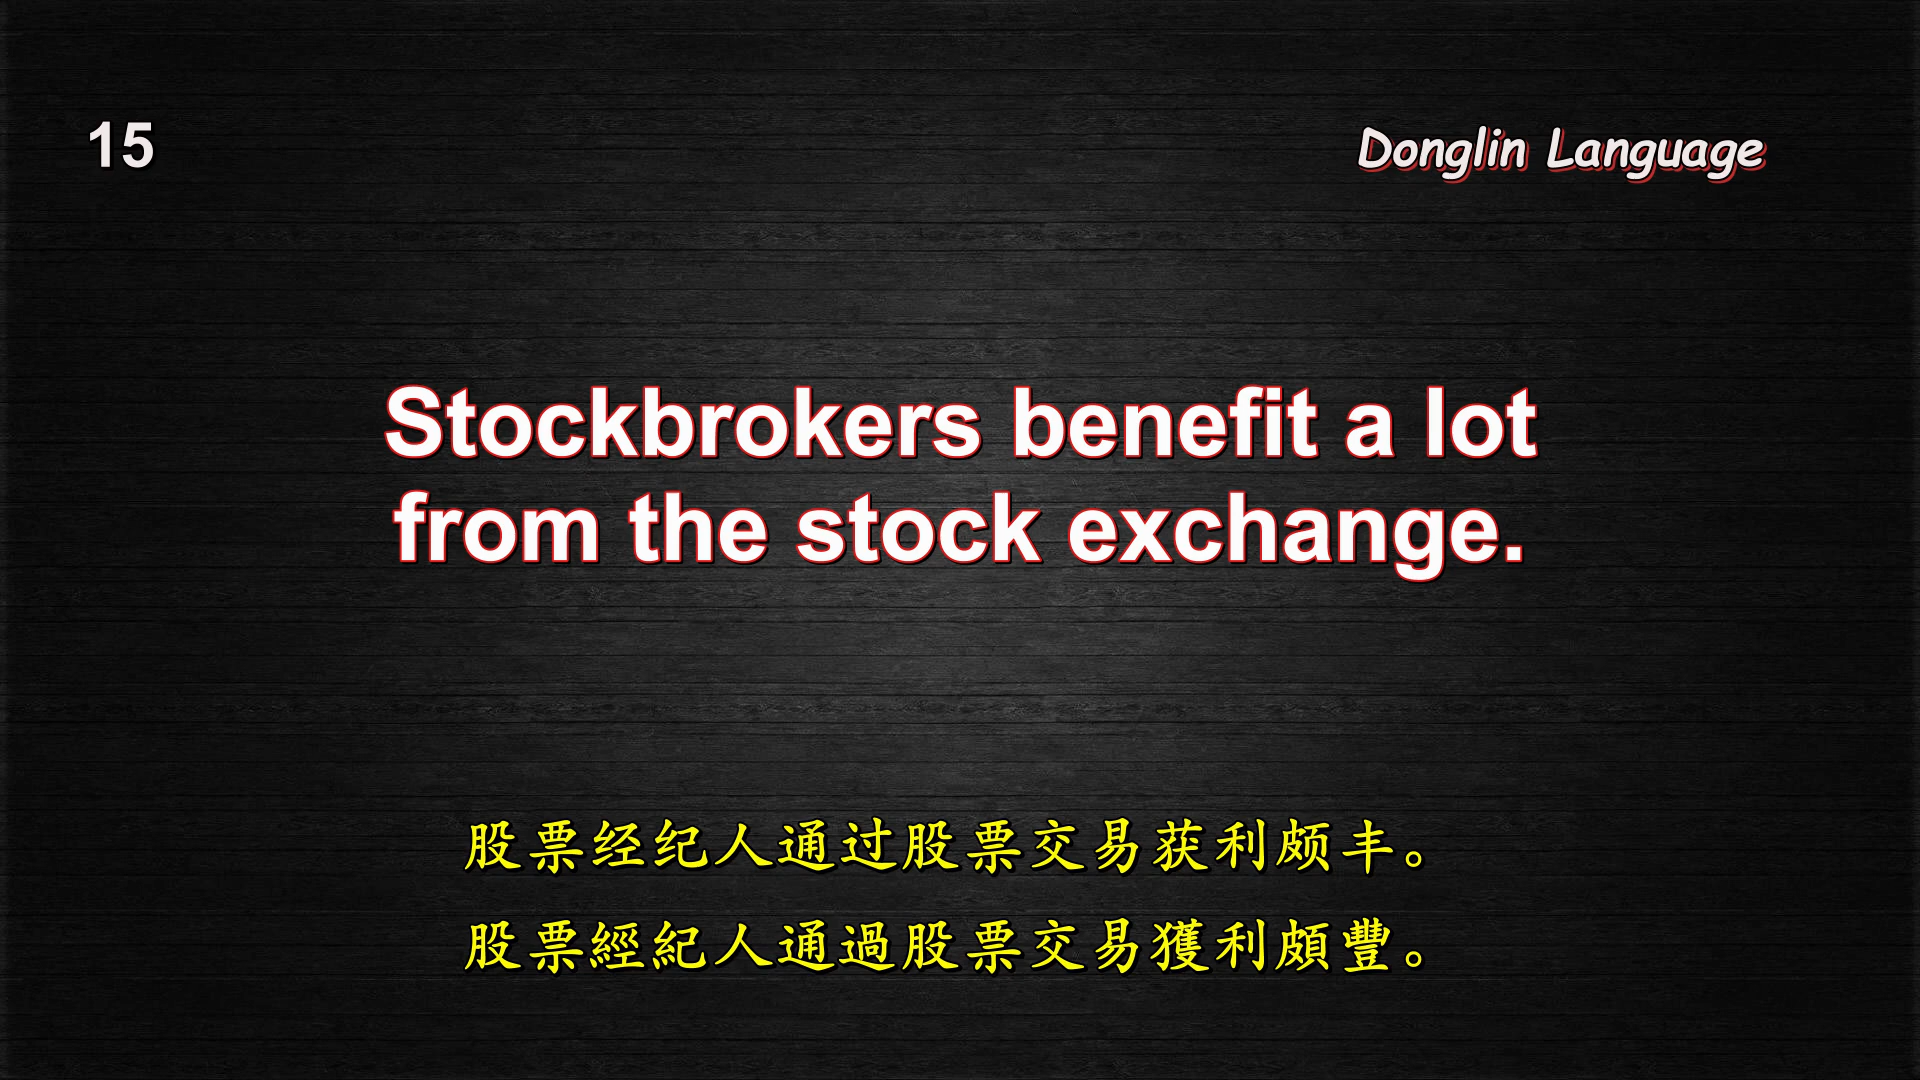 15
Donglin Language
Stockbrokers benefit a lot
from the stock exchange.
股票经纪人通过股票交易获利颇丰。
股票經紀人通過股票交易獲利頗豐。